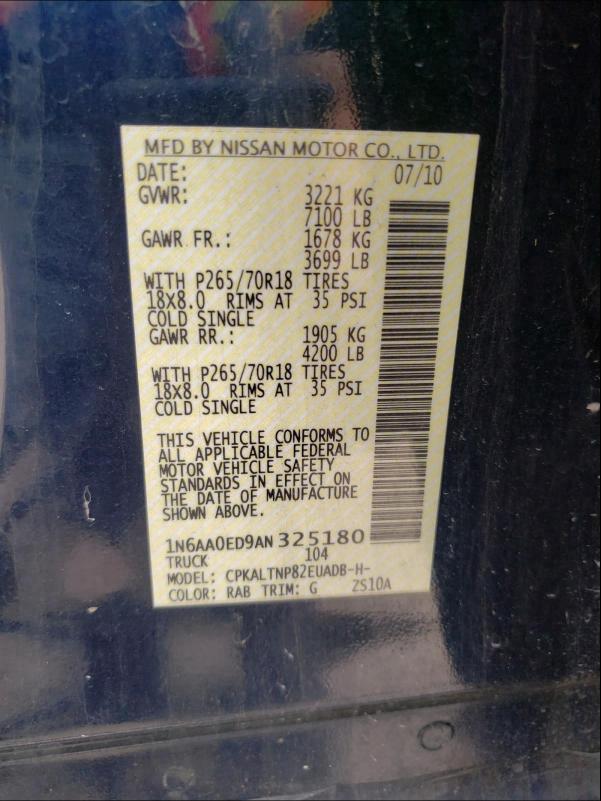 MFD BY NISSAN MOTOR CO., LTD.
DATE: 07/10
GVWR: 3221 KG
7100 LB
GAWR FR.: 1678 KG
3699 LB
WITH P265/70R18 TIRES
18X8.0 RIMS AT 35 PSI
COLD SINGLE
GAWR RR.: 1905 KG
4200 LB
WITH P265/70R18 TIRES
18X8.0 RIMS AT 35 PSI
COLD SINGLE
THIS VEHICLE CONFORMS TO
ALL APPLICABLE FEDERAL
MOTOR VEHICLE SAFETY
STANDARDS IN EFFECT ON
THE DATE OF MANUFACTURE
SHOWN ABOVE.
1N6AA0ED9AN 325180
TRUCK 104
MODEL: CPKALTNP82EUADB-H-
COLOR: RAB TRIM: G ZS10A